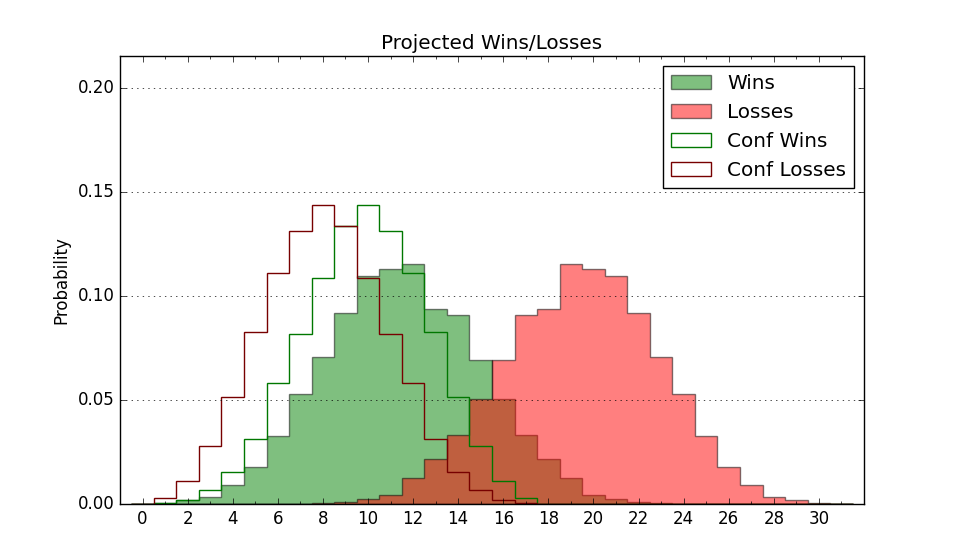 Projected Wins/Losses
Wins
Losses
Conf Wins
Conf Losses
Probability
0.20
0.15
0.10
0.05
0.00
0 2 4 6 8 10 12 14 16 18 20 22 24 26 28 30